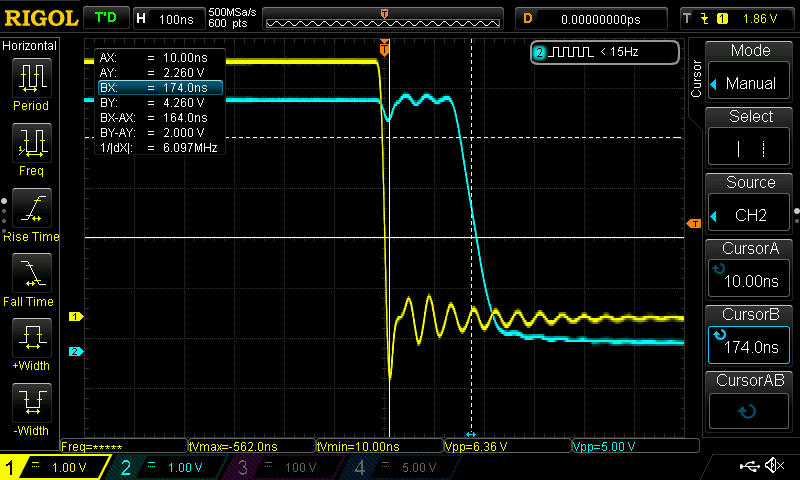 RIGOL T'D H 100ns 500MSa/s 600 pts D 0.00000000ps T 1 1.86 V
T
Horizontal
Period
Freq
Rise Time
Fall Time
+Width
-Width
AX: = 10.00ns
AY: = 2.260 V
BX: = 174.0ns
BY: = 4.260 V
BX-AX: = 164.0ns
BY-AY: = 2.000 V
1/|dX|: = 6.097MHz
T
2 < 15Hz
T
1
2
Cursor
Mode
Manual
Select
Source
CH2
CursorA
10.00ns
CursorB
174.0ns
CursorAB
Freq=***** tVmax=-562.0ns tVmin=10.00ns Vpp=6.36 V Vpp=5.00 V
1 = 1.00 V 2 = 1.00 V 3 = 100 V 4 = 5.00 V